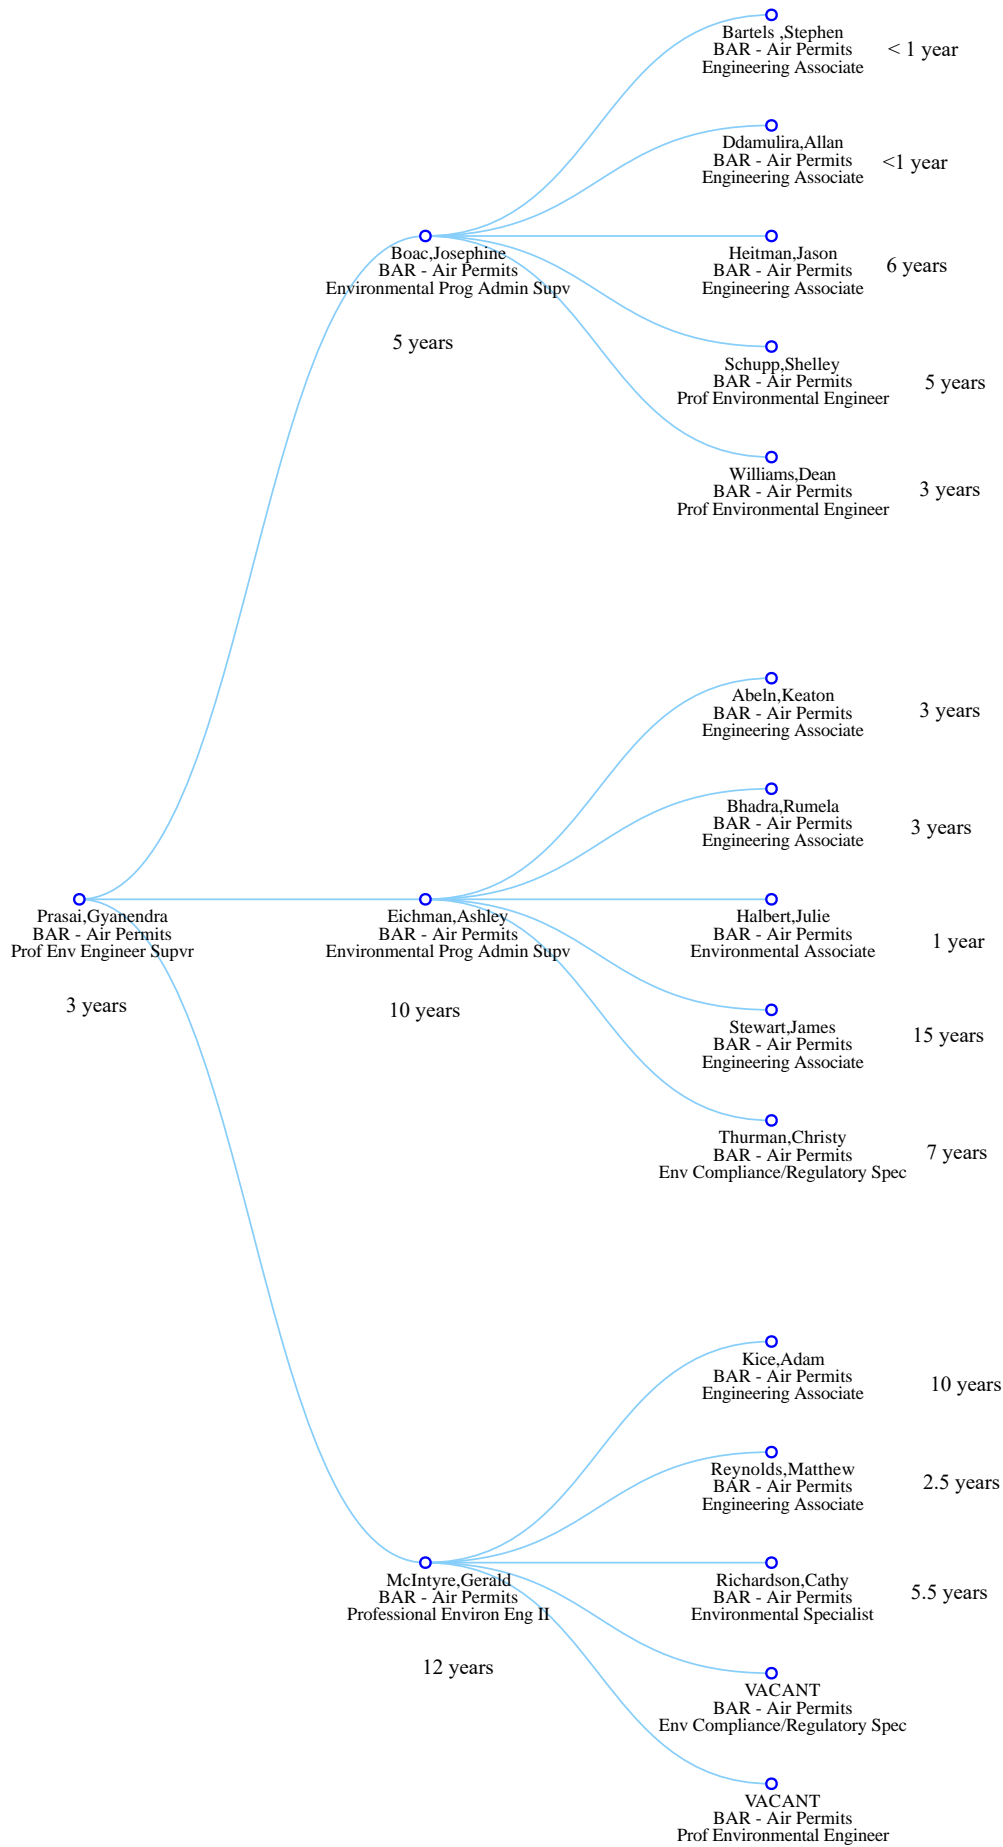 Bartels ,Stephen
BAR - Air Permits
Engineering Associate
< 1 year
Ddamulira,Allan
BAR - Air Permits
Engineering Associate
<1 year
Boac,Josephine
BAR - Air Permits
Environmental Prog Admin Supv
5 years
Heitman,Jason
BAR - Air Permits
Engineering Associate
6 years
Schupp,Shelley
BAR - Air Permits
Prof Environmental Engineer
5 years
Williams,Dean
BAR - Air Permits
Prof Environmental Engineer
3 years
Abeln,Keaton
BAR - Air Permits
Engineering Associate
3 years
Bhadra,Rumela
BAR - Air Permits
Engineering Associate
3 years
Prasai,Gyanendra
BAR - Air Permits
Prof Env Engineer Supvr
3 years
Eichman,Ashley
BAR - Air Permits
Environmental Prog Admin Supv
10 years
Halbert,Julie
BAR - Air Permits
Environmental Associate
1 year
Stewart,James
BAR - Air Permits
Engineering Associate
15 years
Thurman,Christy
BAR - Air Permits
Env Compliance/Regulatory Spec
7 years
Kice,Adam
BAR - Air Permits
Engineering Associate
10 years
Reynolds,Matthew
BAR - Air Permits
Engineering Associate
2.5 years
McIntyre,Gerald
BAR - Air Permits
Professional Environ Eng II
12 years
Richardson,Cathy
BAR - Air Permits
Environmental Specialist
5.5 years
VACANT
BAR - Air Permits
Env Compliance/Regulatory Spec
VACANT
BAR - Air Permits
Prof Environmental Engineer